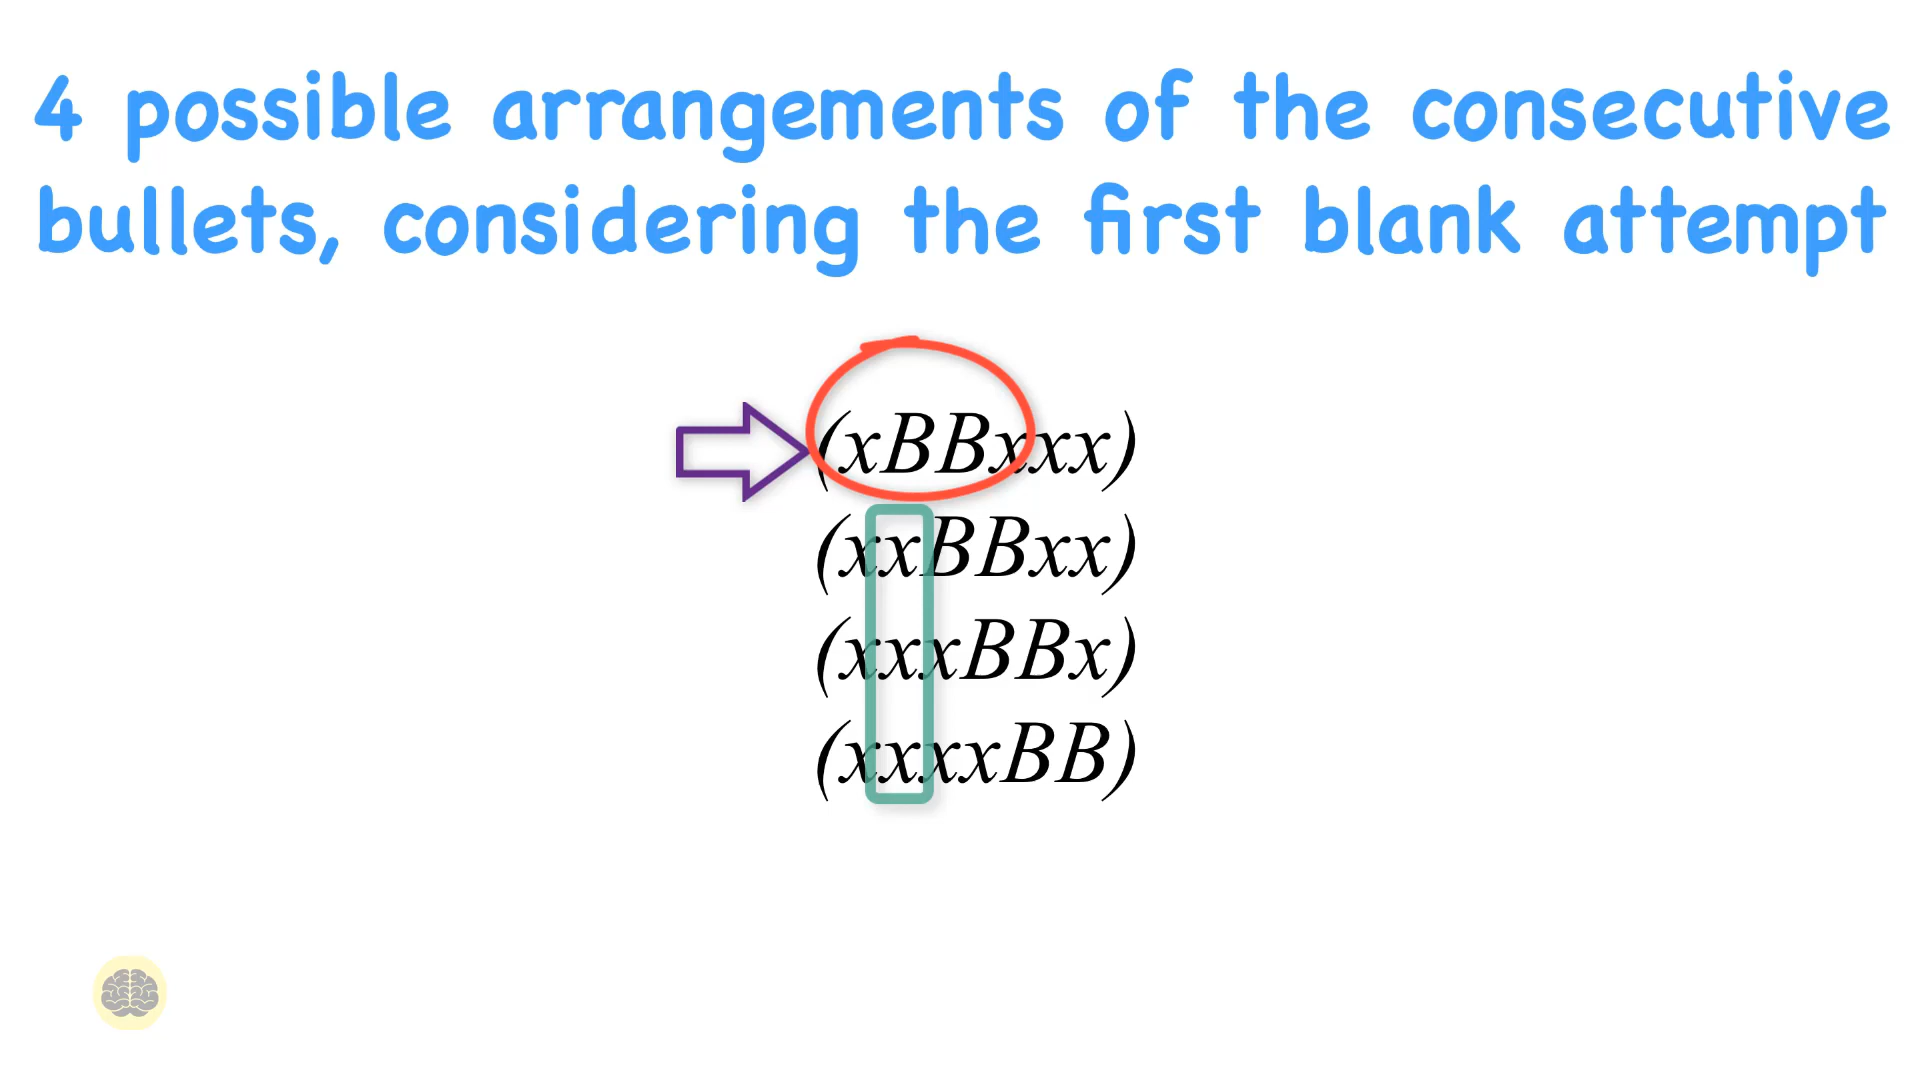 4 possible arrangements of the consecutive
bullets, considering the first blank attempt
(xBBxxx)
(xxBBxx)
(xxxBBx)
(xxxxBB)